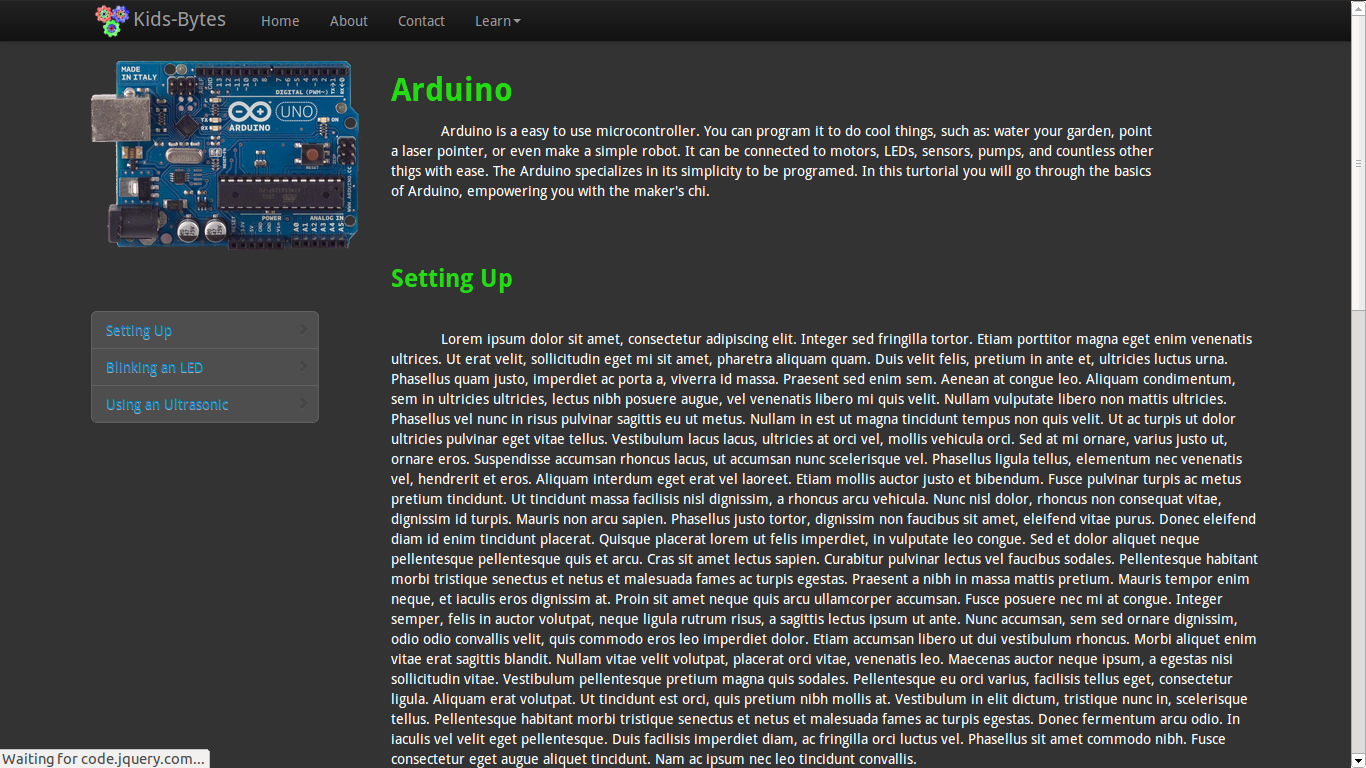 Kids-Bytes
Home
About
Contact
Learn
MADE
IN ITALY
DIGITAL (PWM~)
UNO
ARDUINO
TX
RX
L
ON
RESET
POWER
ANALOG IN
A0
A1
A2
A3
A4
A5
Arduino
Arduino is a easy to use microcontroller. You can program it to do cool things, such as: water your garden, point
a laser pointer, or even make a simple robot. It can be connected to motors, LEDs, sensors, pumps, and countless other
thigs with ease. The Arduino specializes in its simplicity to be programed. In this turtorial you will go through the basics
of Arduino, empowering you with the maker's chi.
Setting Up
Blinking an LED
Using an Ultrasonic
Setting Up
Lorem ipsum dolor sit amet, consectetur adipiscing elit. Integer sed fringilla tortor. Etiam porttitor magna eget enim venenatis
ultrices. Ut erat velit, sollicitudin eget mi sit amet, pharetra aliquam quam. Duis velit felis, pretium in ante et, ultricies luctus urna.
Phasellus quam justo, imperdiet ac porta a, viverra id massa. Praesent sed enim sem. Aenean at congue leo. Aliquam condimentum,
sem in ultricies ultricies, lectus nibh posuere augue, vel venenatis libero mi quis velit. Nullam vulputate libero non mattis ultricies.
Phasellus vel nunc in risus pulvinar sagittis eu ut metus. Nullam in est ut magna tincidunt tempus non quis velit. Ut ac turpis ut dolor
ultricies pulvinar eget vitae tellus. Vestibulum lacus lacus, ultricies at orci vel, mollis vehicula orci. Sed at mi ornare, varius justo ut,
ornare eros. Suspendisse accumsan rhoncus lacus, ut accumsan nunc scelerisque vel. Phasellus ligula tellus, elementum nec venenatis
vel, hendrerit et eros. Aliquam interdum eget erat vel laoreet. Etiam mollis auctor justo et bibendum. Fusce pulvinar turpis ac metus
pretium tincidunt. Ut tincidunt massa facilisis nisl dignissim, a rhoncus arcu vehicula. Nunc nisl dolor, rhoncus non consequat vitae,
dignissim id turpis. Mauris non arcu sapien. Phasellus justo tortor, dignissim non faucibus sit amet, eleifend vitae purus. Donec eleifend
diam id enim tincidunt placerat. Quisque placerat lorem ut felis imperdiet, in vulputate leo congue. Sed et dolor aliquet neque
pellentesque pellentesque quis et arcu. Cras sit amet lectus sapien. Curabitur pulvinar lectus vel faucibus sodales. Pellentesque habitant
morbi tristique senectus et netus et malesuada fames ac turpis egestas. Praesent a nibh in massa mattis pretium. Mauris tempor enim
neque, et iaculis eros dignissim at. Proin sit amet neque quis arcu ullamcorper accumsan. Fusce posuere nec mi at congue. Integer
semper, felis in auctor volutpat, neque ligula rutrum risus, a sagittis lectus ipsum ut ante. Nunc accumsan, sem sed ornare dignissim,
odio odio convallis velit, quis commodo eros leo imperdiet dolor. Etiam accumsan libero ut dui vestibulum rhoncus. Morbi aliquet enim
vitae erat sagittis blandit. Nullam vitae velit volutpat, placerat orci vitae, venenatis leo. Maecenas auctor neque ipsum, a egestas nisi
sollicitudin vitae. Vestibulum pellentesque pretium magna quis sodales. Pellentesque eu orci varius, facilisis tellus eget, consectetur
ligula. Aliquam erat volutpat. Ut tincidunt est orci, quis pretium nibh mollis at. Vestibulum in elit dictum, tristique nunc in, scelerisque
tellus. Pellentesque habitant morbi tristique senectus et netus et malesuada fames ac turpis egestas. Donec fermentum arcu odio. In
iaculis vel velit eget pellentesque. Duis facilisis imperdiet diam, ac fringilla orci luctus vel. Phasellus sit amet commodo nibh. Fusce
consectetur eget augue aliquet tincidunt. Nam ac ipsum nec leo tincidunt convallis.
Waiting for code.jquery.com...